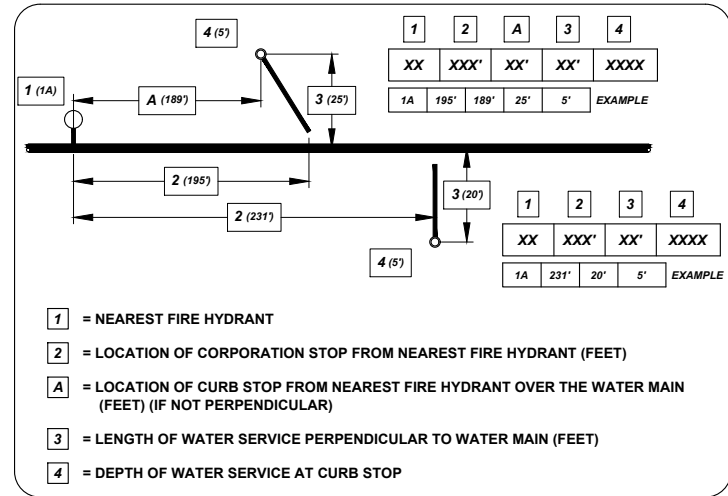 4 (5')
1 2 A 3 4
XX XXX' XX' XX' XXXX
1A 195' 189' 25' 5' EXAMPLE
1 (1A)
A (189')
3 (25')
2 (195')
2 (231')
3 (20')
4 (5')
1 2 3 4
XX XXX' XX' XXXX
1A 231' 20' 5' EXAMPLE
1 = NEAREST FIRE HYDRANT
2 = LOCATION OF CORPORATION STOP FROM NEAREST FIRE HYDRANT (FEET)
A = LOCATION OF CURB STOP FROM NEAREST FIRE HYDRANT OVER THE WATER MAIN
(FEET) (IF NOT PERPENDICULAR)
3 = LENGTH OF WATER SERVICE PERPENDICULAR TO WATER MAIN (FEET)
4 = DEPTH OF WATER SERVICE AT CURB STOP